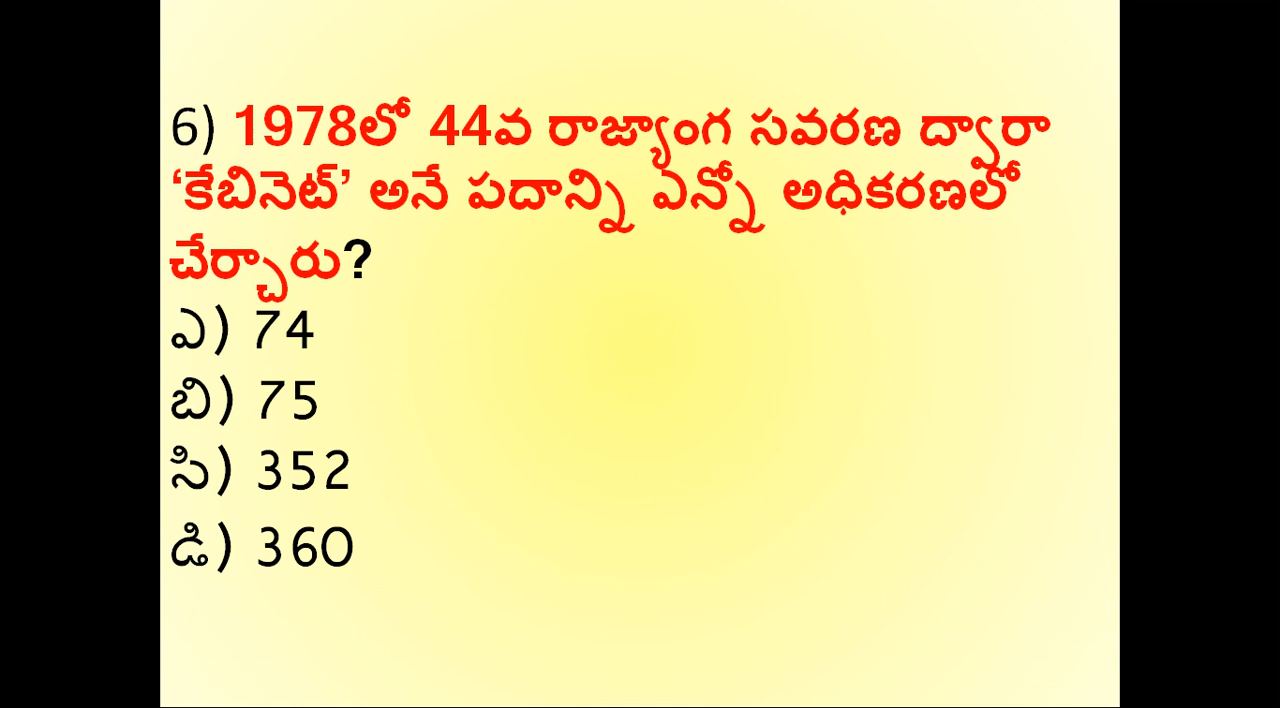 6) 1978లో 44వ రాజ్యాంగ సవరణ ద్వారా
‘కేబినెట్’ అనే పదాన్ని ఎన్నో అధికరణలో
చేర్చారు?
ఎ) 74
బి) 75
సి) 352
డి) 360